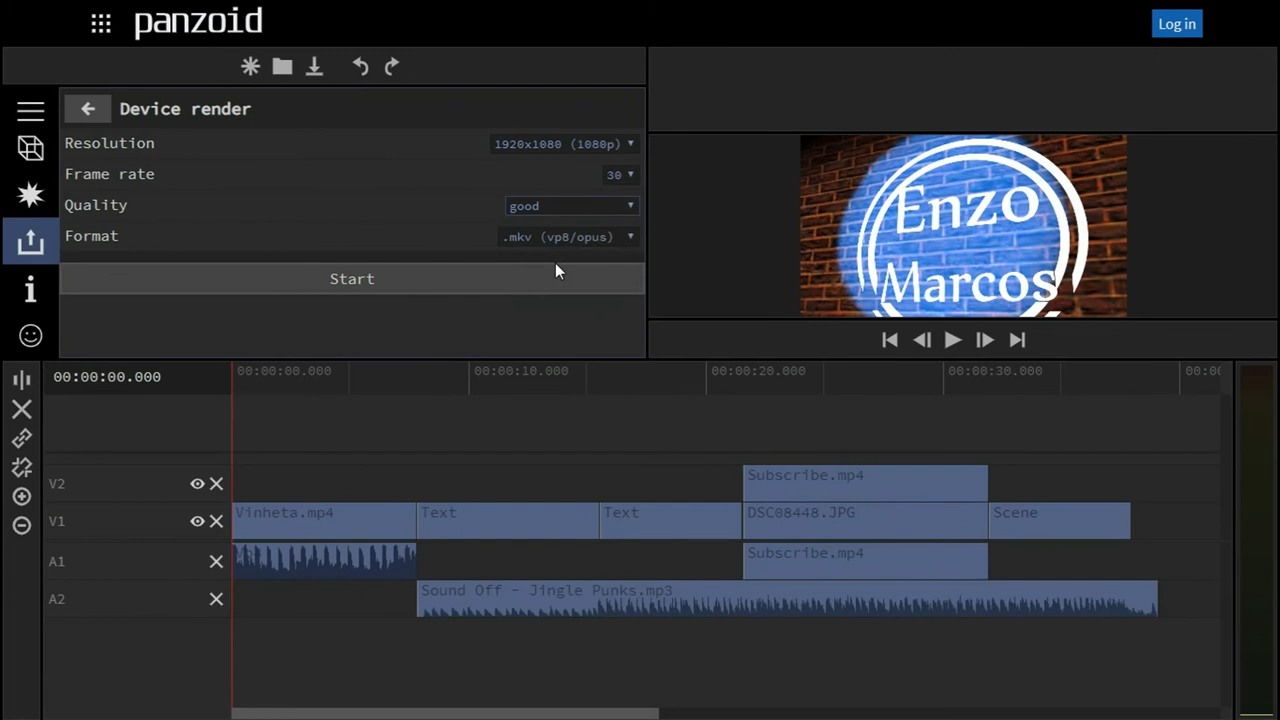 panzoid
Log in
Device render
Resolution
1920x1080 (1080p)
Frame rate
30
Quality
good
Format
.mkv (vp8/opus)
Start
Enzo
Marcos
00:00:00.000
00:00:00.000
00:00:10.000
00:00:20.000
00:00:30.000
00:00
V2
Subscribe.mp4
V1
Vinheta.mp4
Text
Text
DSC08448.JPG
Scene
A1
Subscribe.mp4
A2
Sound Off - Jingle Punks.mp3